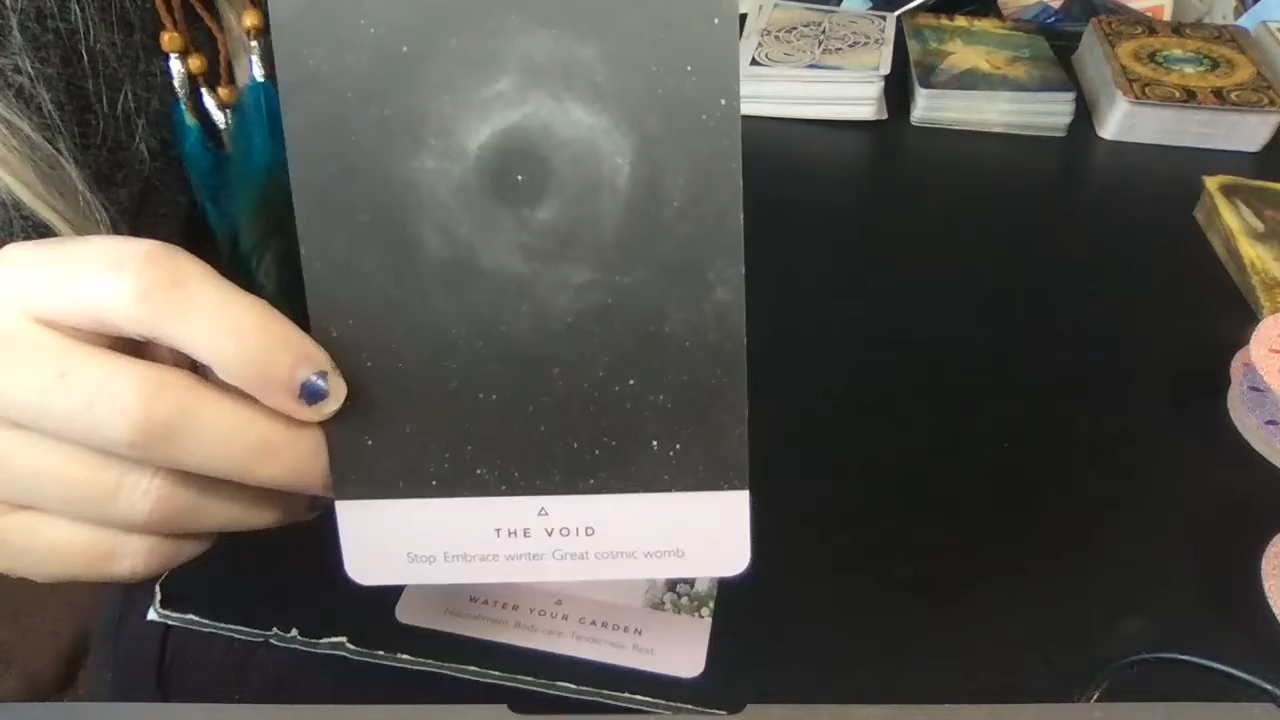 THE VOID
Stop. Embrace winter. Great cosmic womb.
WATER YOUR GARDEN
Nourishment. Body care. Tenderness. Rest.